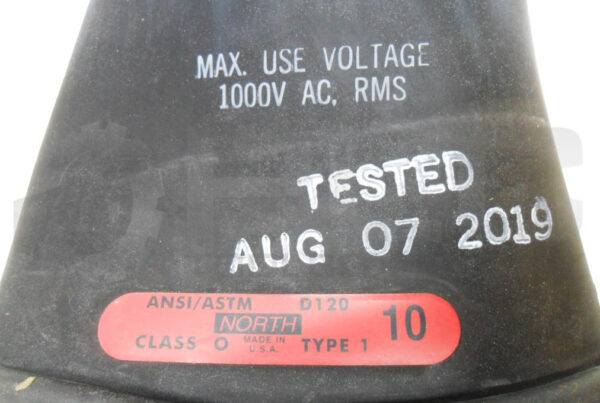 MAX. USE VOLTAGE
1000V AC, RMS
TESTED
AUG 07 2019
ANSI/ASTM D120
NORTH 10
CLASS O MADE IN U.S.A. TYPE 1